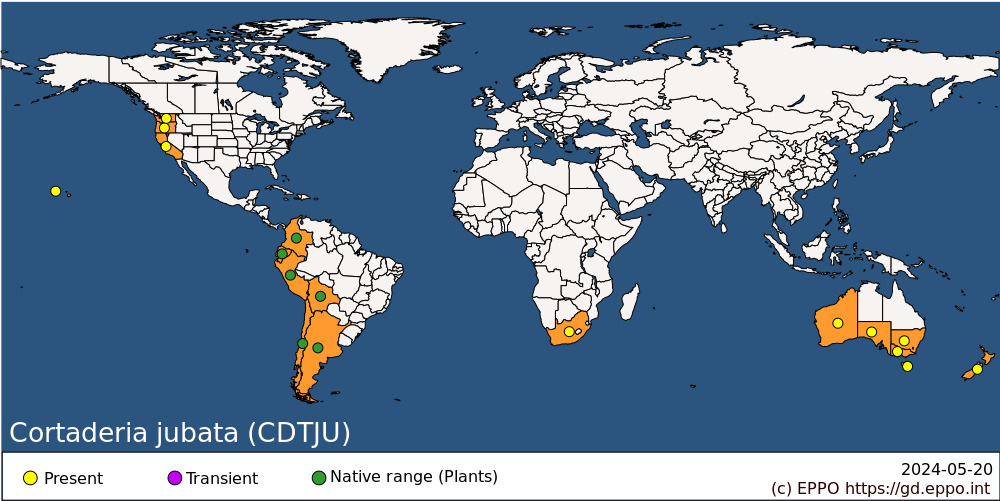 Cortaderia jubata (CDTJU)
Present
Transient
Native range (Plants)
2024-05-20
(c) EPPO https://gd.eppo.int